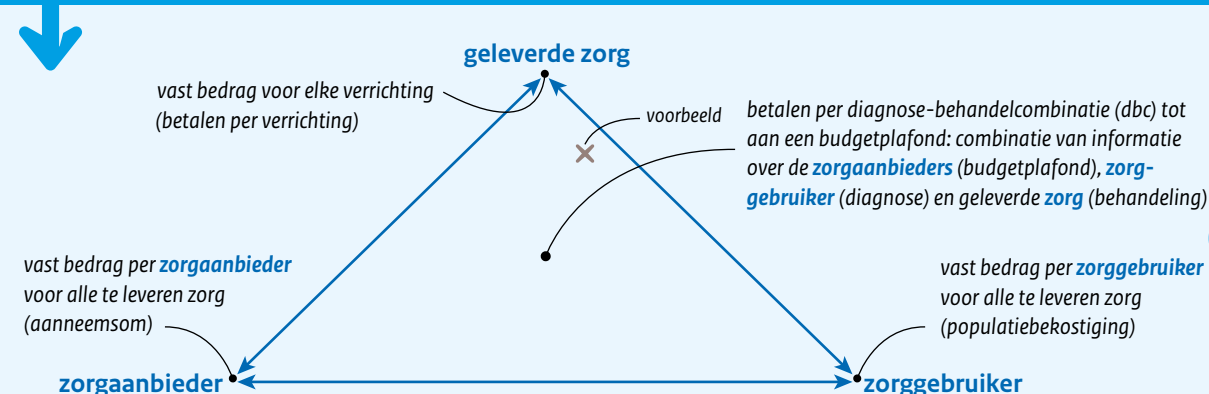 geleverde zorg
vast bedrag voor elke verrichting
(betalen per verrichting)
voorbeeld
betalen per diagnose-behandelcombinatie (dbc) tot
aan een budgetplafond: combinatie van informatie
over de zorgaanbieders (budgetplafond), zorg-
gebruiker (diagnose) en geleverde zorg (behandeling)
vast bedrag per zorgaanbieder
voor alle te leveren zorg
(aanneemsom)
vast bedrag per zorggebruiker
voor alle te leveren zorg
(populatiebekostiging)
zorgaanbieder
zorggebruiker